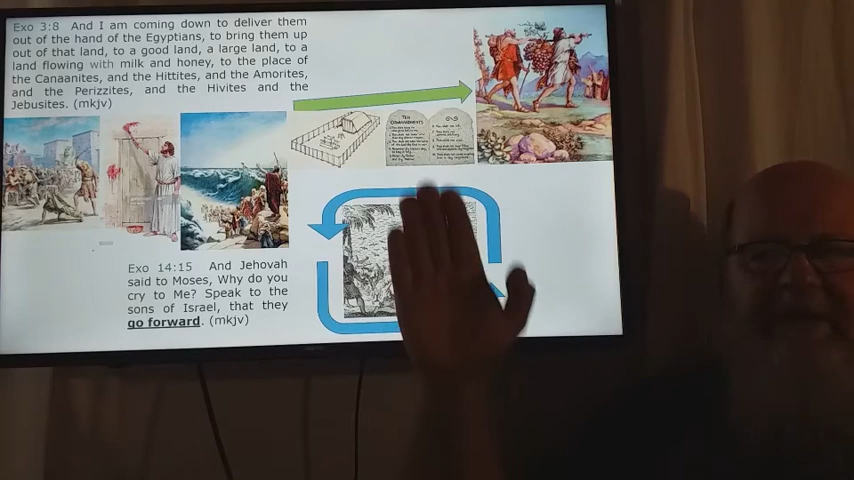 Exo 3:8 And I am coming down to deliver them
out of the hand of the Egyptians, to bring them up
out of that land, to a good land, a large land, to a
land flowing with milk and honey, to the place of
the Canaanites, and the Hittites, and the Amorites,
and the Perizzites, and the Hivites and the
Jebusites. (mkjv)
TEN
COMMANDMENTS
Exo 14:15 And Jehovah
said to Moses, Why do you
cry to Me? Speak to the
sons of Israel, that they
go forward. (mkjv)